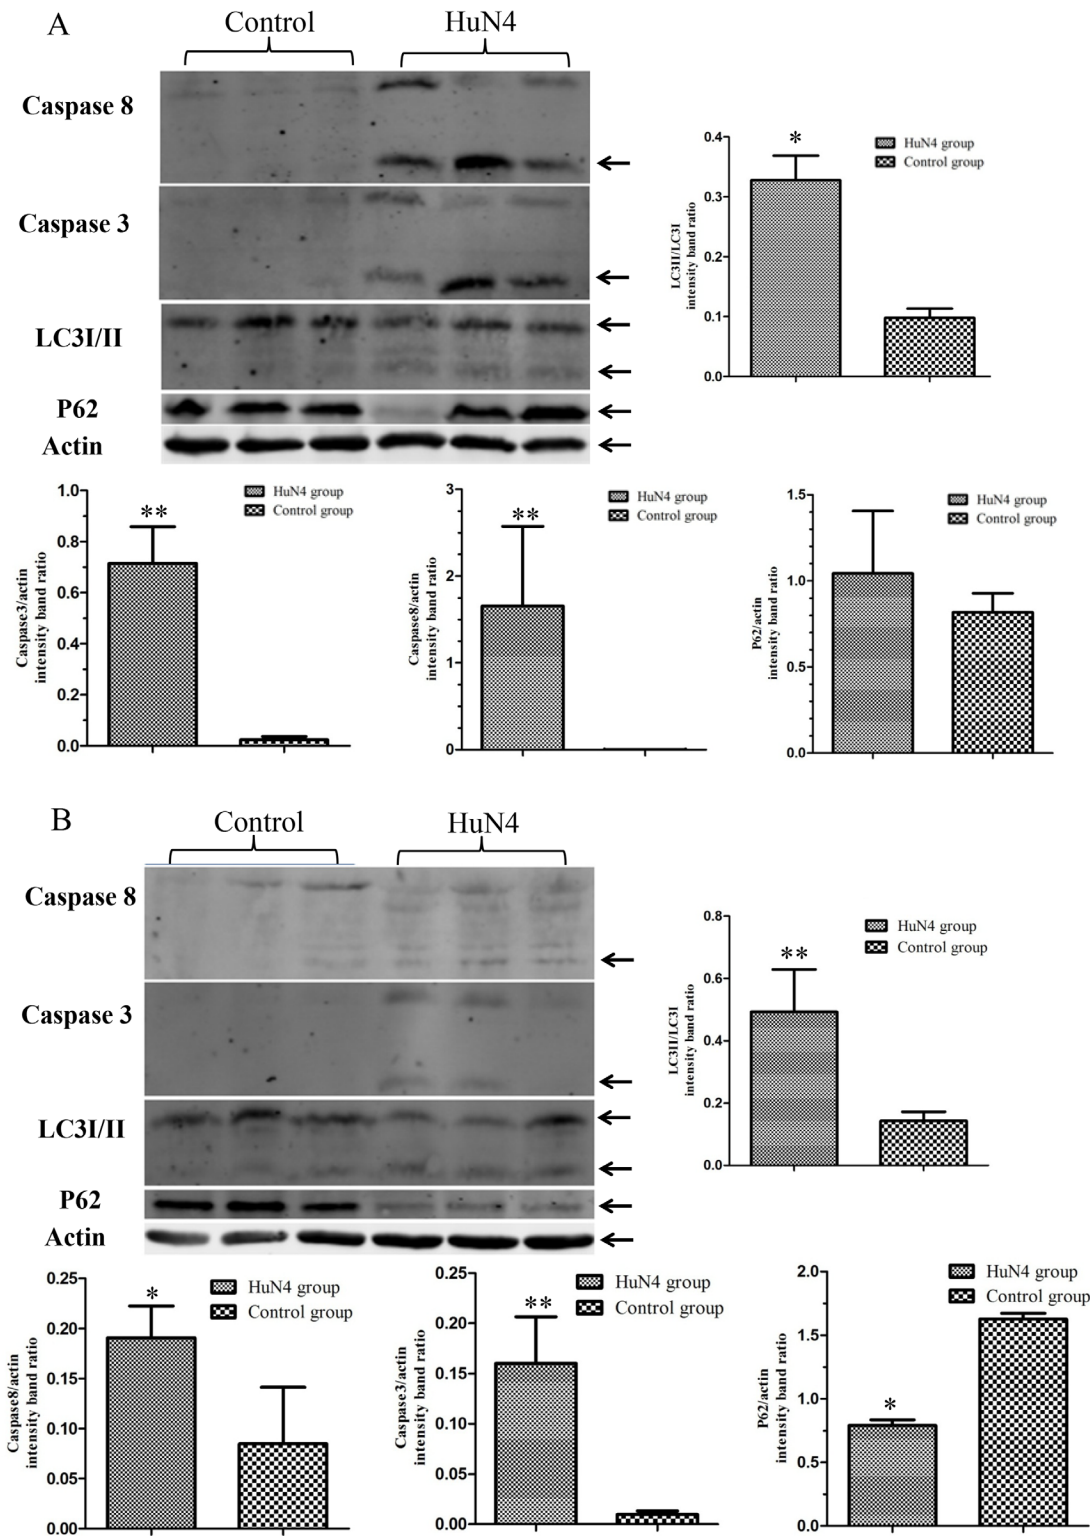 A
Control
HuN4
Caspase 8
Caspase 3
LC3I/II
P62
Actin
LC3II/LC3I
intensity band ratio
0.4
0.3
0.2
0.1
0.0
*
HuN4 group
Control group
Caspase3/actin
intensity band ratio
1.0
0.8
0.6
0.4
0.2
0.0
**
HuN4 group
Control group
Caspase8/actin
intensity band ratio
3
2
1
0
**
HuN4 group
Control group
P62/actin
intensity band ratio
1.5
1.0
0.5
0.0
HuN4 group
Control group
B
Control
HuN4
Caspase 8
Caspase 3
LC3I/II
P62
Actin
LC3II/LC3I
intensity band ratio
0.8
0.6
0.4
0.2
0.0
**
HuN4 group
Control group
Caspase8/actin
intensity band ratio
0.25
0.20
0.15
0.10
0.05
0.00
*
HuN4 group
Control group
Caspase3/actin
intensity band ratio
0.25
0.20
0.15
0.10
0.05
0.00
**
HuN4 group
Control group
P62/actin
intensity band ratio
2.0
1.5
1.0
0.5
0.0
*
HuN4 group
Control group